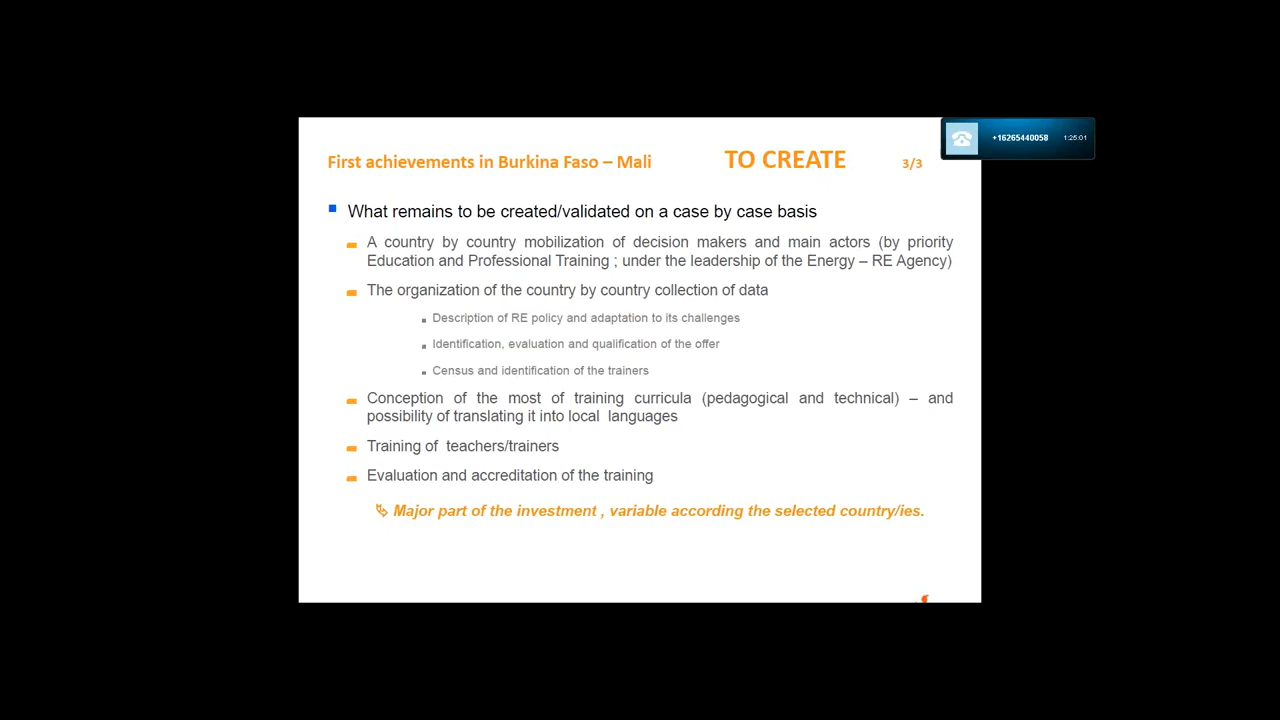 First achievements in Burkina Faso – Mali TO CREATE 3/3
+16265440058 1:25:01
What remains to be created/validated on a case by case basis
A country by country mobilization of decision makers and main actors (by priority
Education and Professional Training ; under the leadership of the Energy – RE Agency)
The organization of the country by country collection of data
Description of RE policy and adaptation to its challenges
Identification, evaluation and qualification of the offer
Census and identification of the trainers
Conception of the most of training curricula (pedagogical and technical) – and
possibility of translating it into local languages
Training of teachers/trainers
Evaluation and accreditation of the training
Major part of the investment , variable according the selected country/ies.